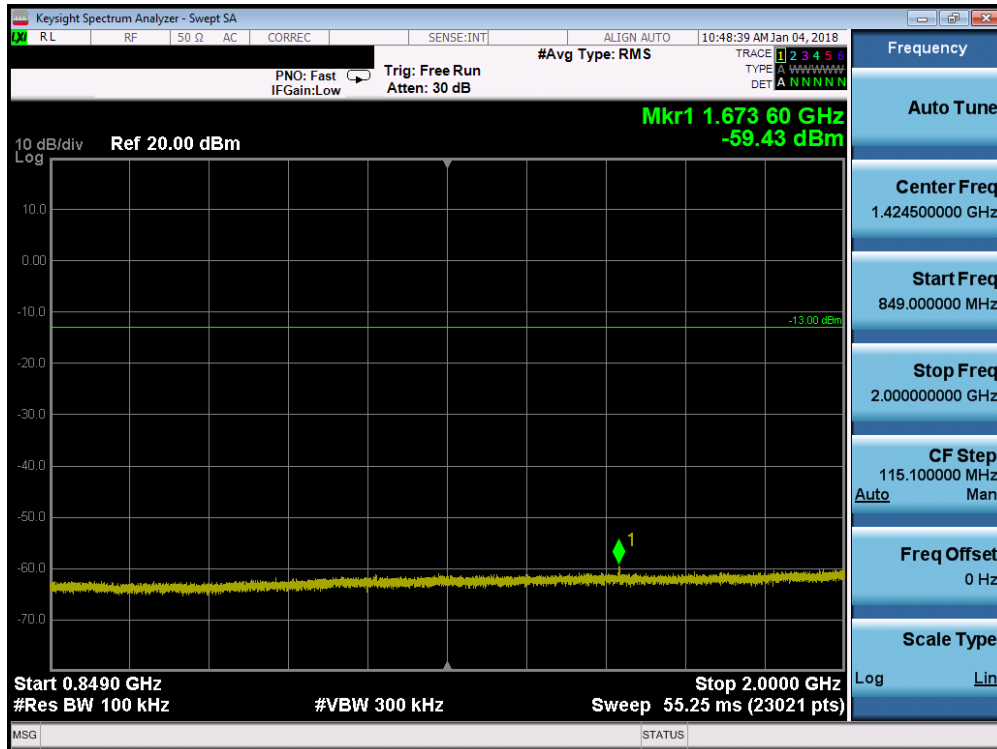 Keysight Spectrum Analyzer - Swept SA
LXI RL RF 50 Ω AC CORREC SENSE:INT ALIGN AUTO 10:48:39 AM Jan 04, 2018
#Avg Type: RMS
TRACE 1 2 3 4 5 6
TYPE A WWWWW
DET A N N N N N
PNO: Fast
IFGain:Low
Trig: Free Run
Atten: 30 dB
Mkr1 1.673 60 GHz
-59.43 dBm
10 dB/div
Log
Ref 20.00 dBm
10.0
0.00
-10.0
-13.00 dBm
-20.0
-30.0
-40.0
-50.0
1
-60.0
-70.0
Start 0.8490 GHz
Stop 2.0000 GHz
#Res BW 100 kHz
#VBW 300 kHz
Sweep 55.25 ms (23021 pts)
MSG
STATUS
Frequency
Auto Tune
Center Freq
1.424500000 GHz
Start Freq
849.000000 MHz
Stop Freq
2.000000000 GHz
CF Step
115.100000 MHz
Auto Man
Freq Offset
0 Hz
Scale Type
Log Lin